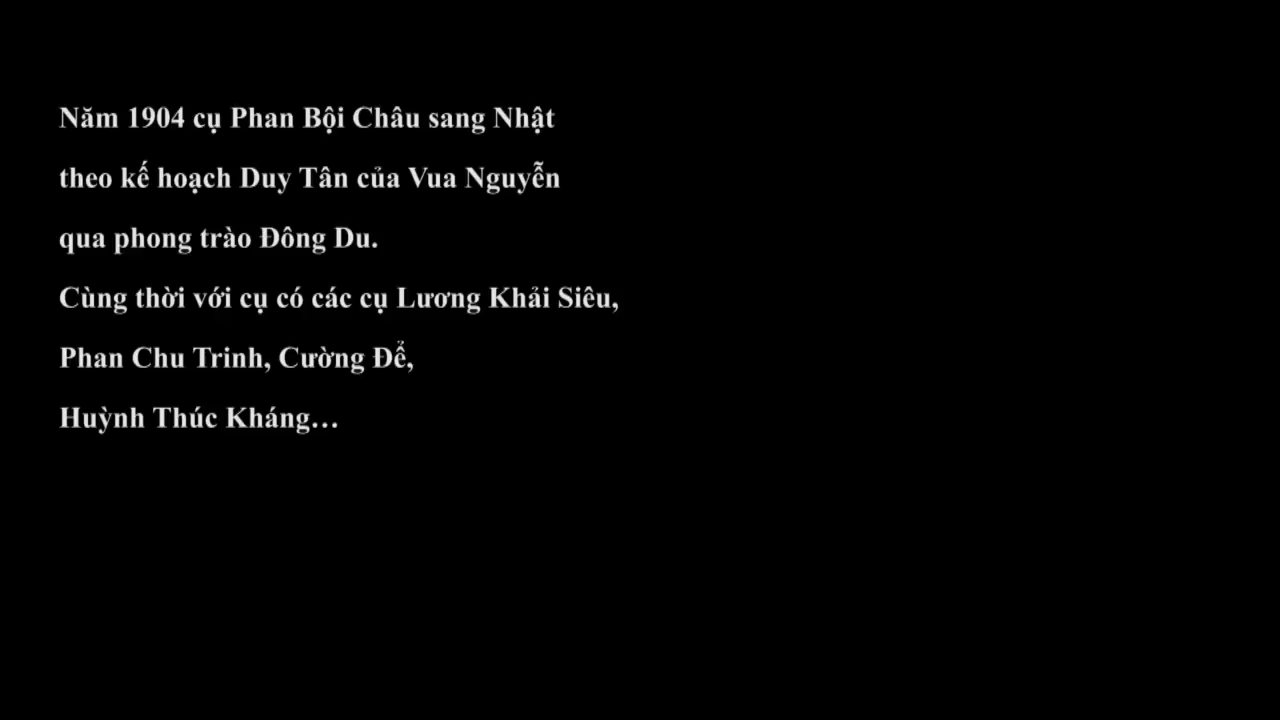 Năm 1904 cụ Phan Bội Châu sang Nhật
theo kế hoạch Duy Tân của Vua Nguyễn
qua phong trào Đông Du.
Cùng thời với cụ có các cụ Lương Khải Siêu,
Phan Chu Trinh, Cường Để,
Huỳnh Thúc Kháng…